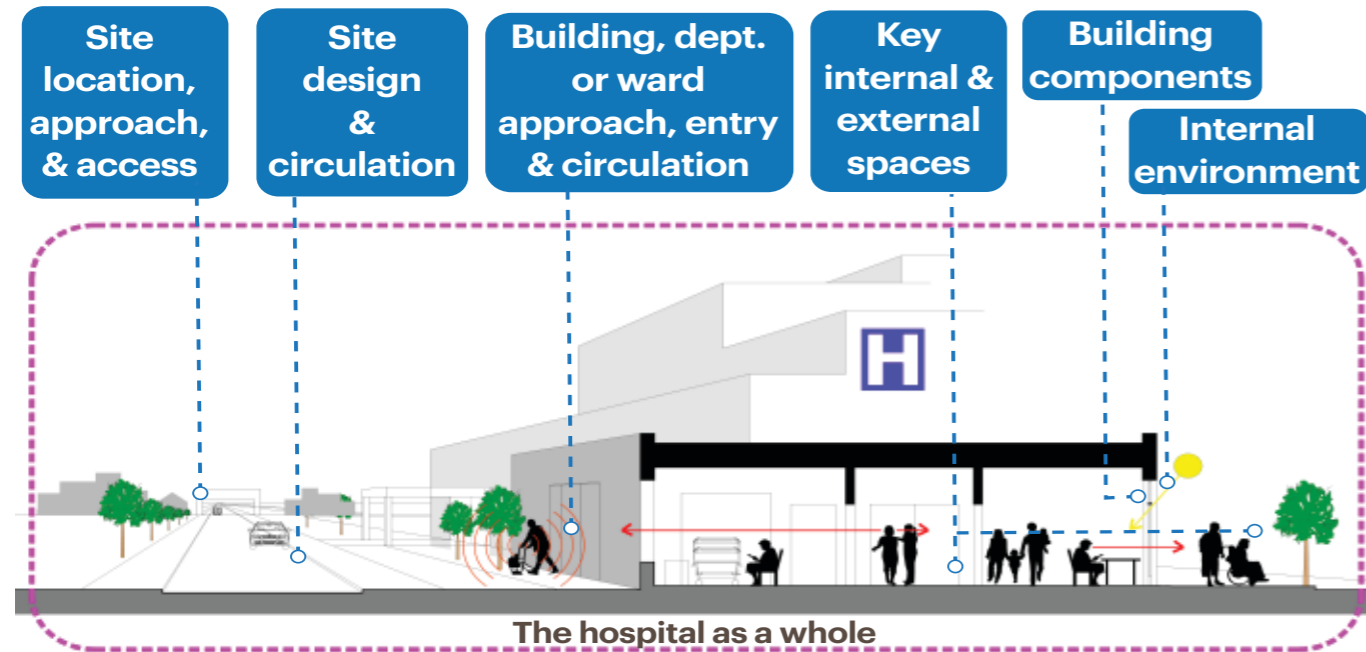 Site
location,
approach,
& access
Site
design
&
circulation
Building, dept.
or ward
approach, entry
& circulation
Key
internal &
external
spaces
Building
components
Internal
environment
H
The hospital as a whole